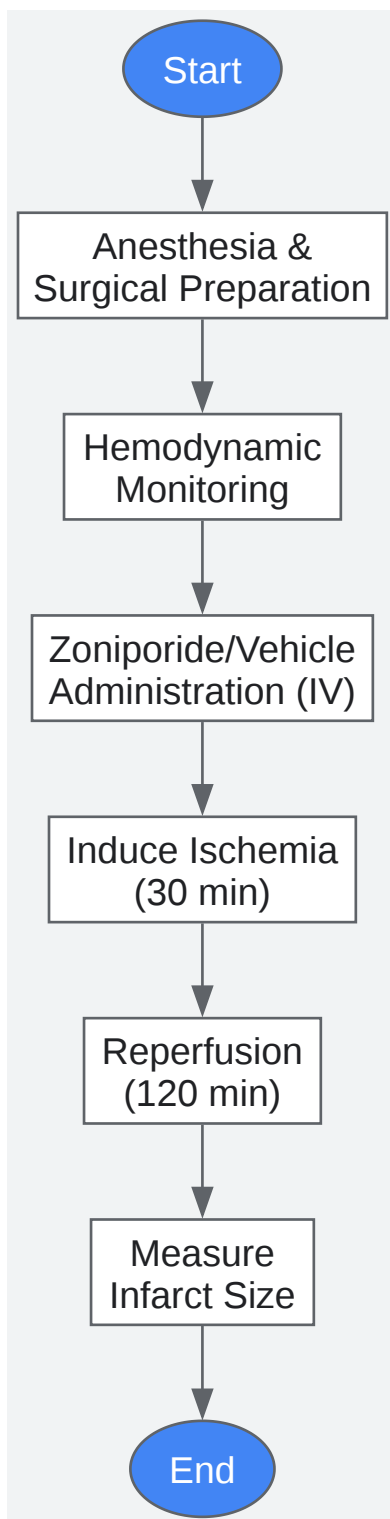 Start
Anesthesia &
Surgical Preparation
Hemodynamic
Monitoring
Zoniporide/Vehicle
Administration (IV)
Induce Ischemia
(30 min)
Reperfusion
(120 min)
Measure
Infarct Size
End